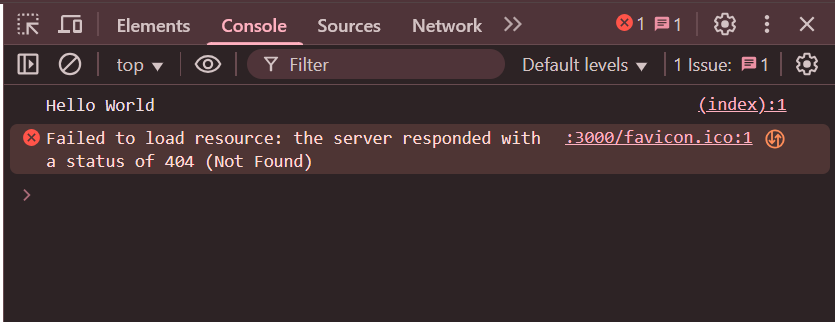 Elements Console Sources Network 1 1
top Filter Default levels 1 Issue: 1
Hello World (index):1
Failed to load resource: the server responded with :3000/favicon.ico:1
a status of 404 (Not Found)